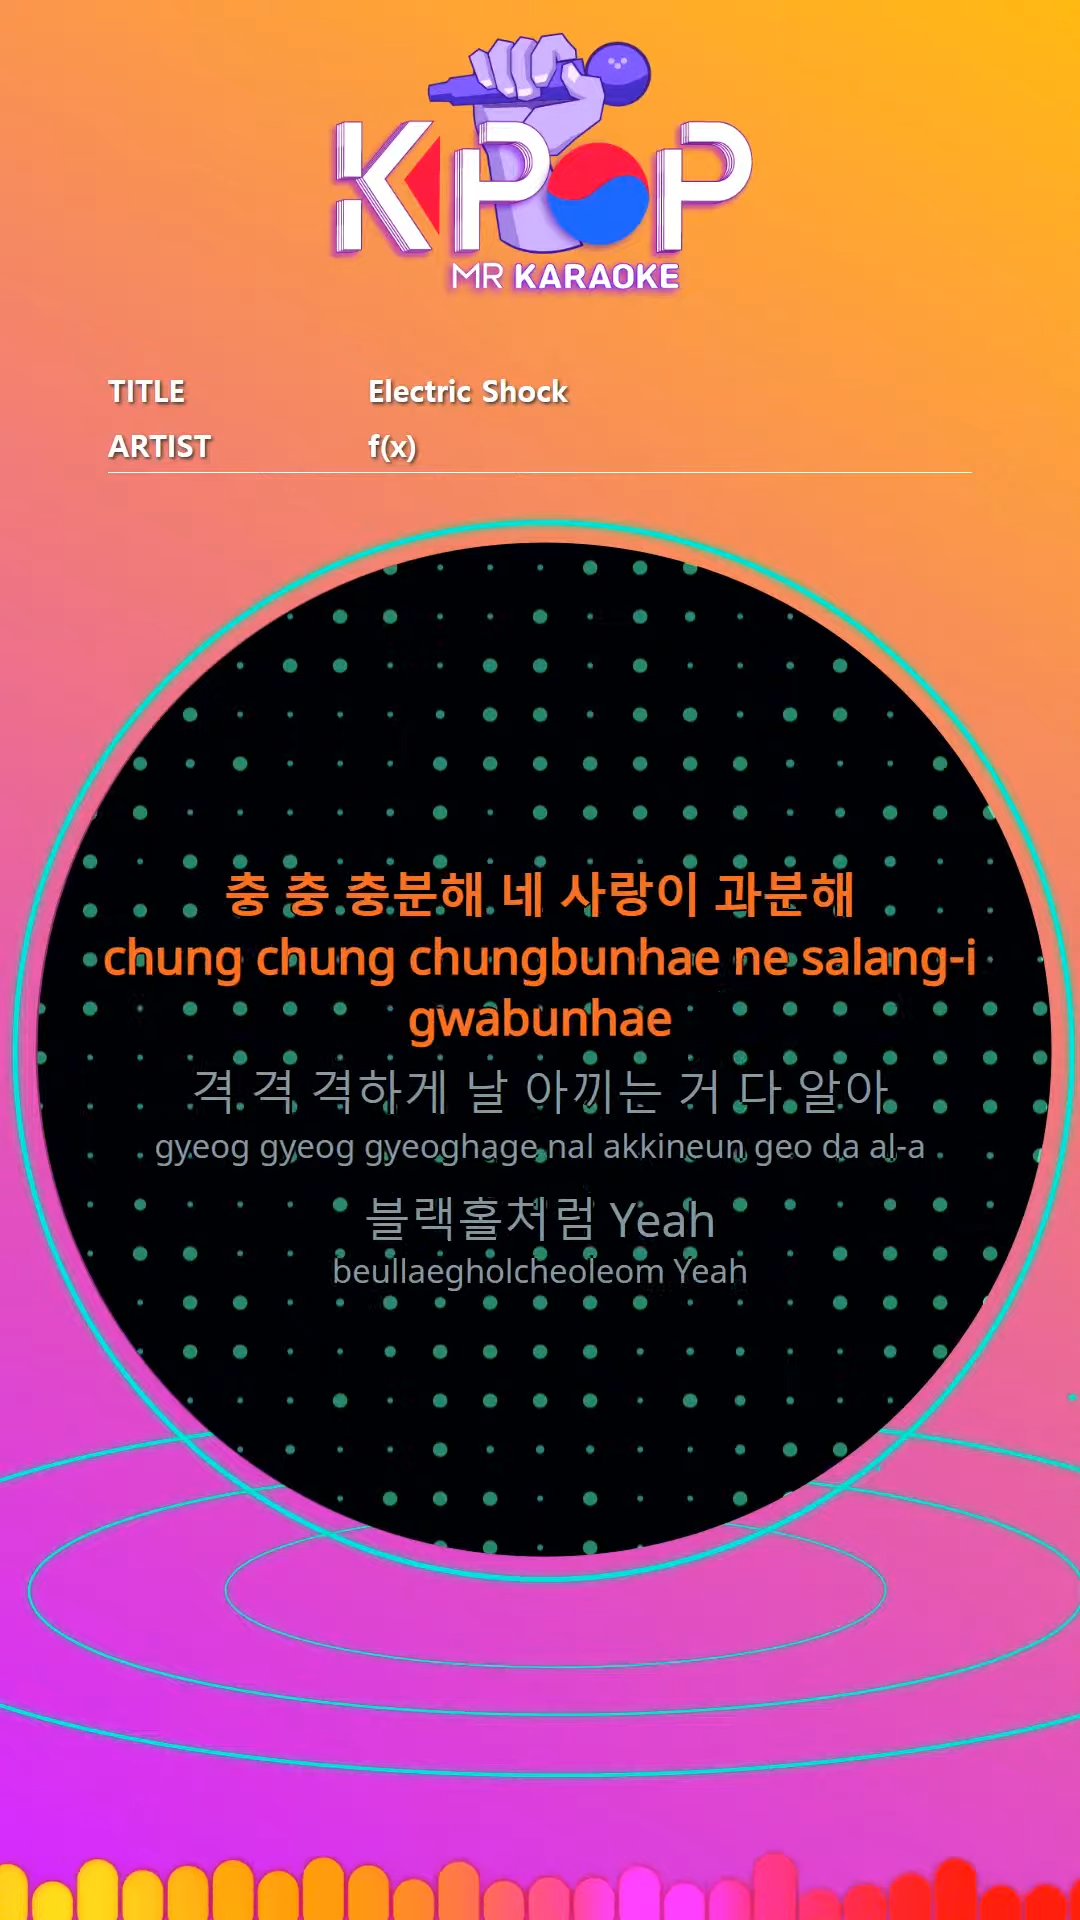 KPOP
MR KARAOKE
TITLE Electric Shock
ARTIST f(x)
충 충 충분해 네 사랑이 과분해
chung chung chungbunhae ne salang-i
gwabunhae
격 격 격하게 날 아끼는 거 다 알아
gyeog gyeog gyeoghage nal akkineun geo da al-a
블랙홀처럼 Yeah
beullaegholcheoleom Yeah